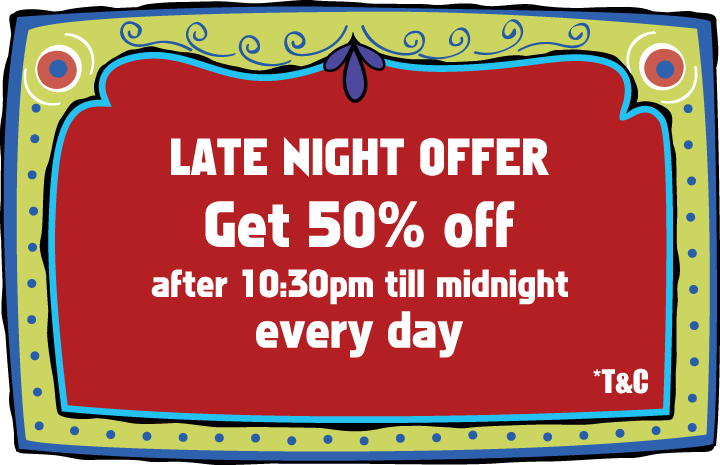 LATE NIGHT OFFER
Get 50% off
after 10:30pm till midnight
every day
*T&C